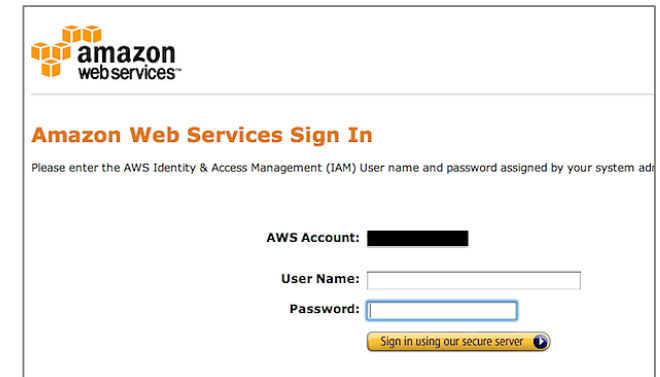 amazon
webservices™
Amazon Web Services Sign In
Please enter the AWS Identity & Access Management (IAM) User name and password assigned by your system
AWS Account:
User Name:
Password:
Sign in using our secure server